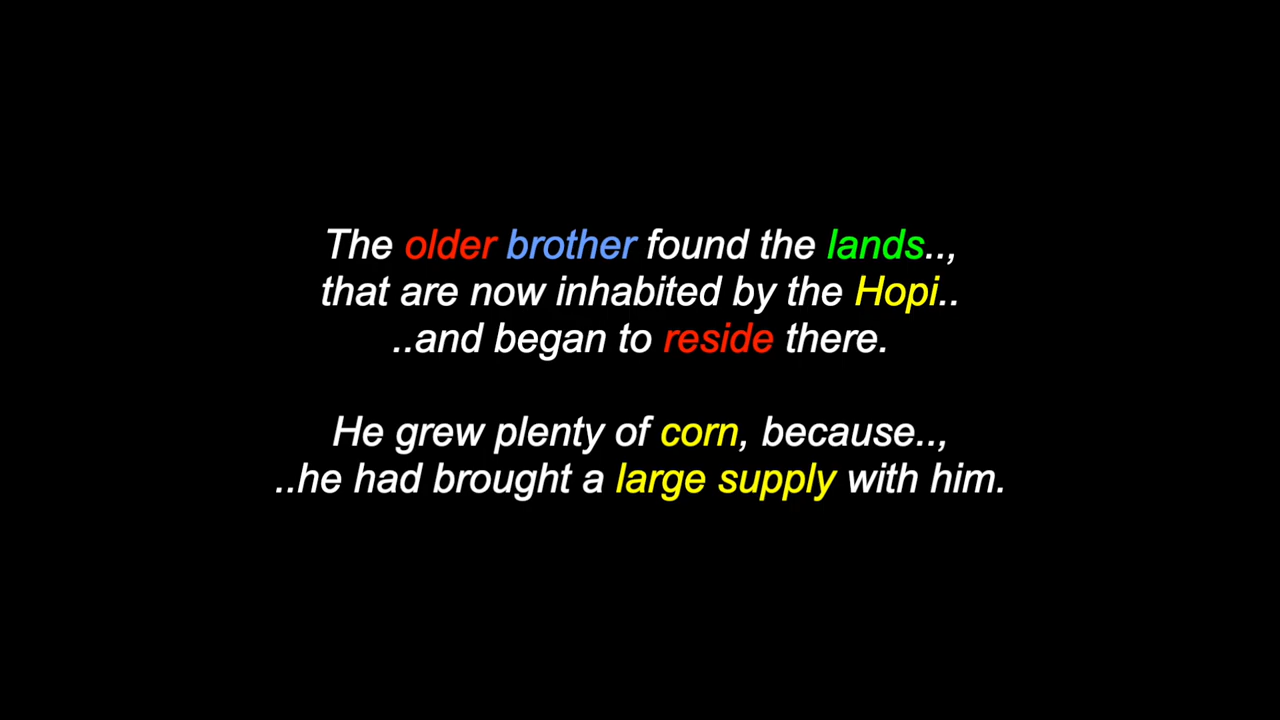 The older brother found the lands..,
that are now inhabited by the Hopi..
..and began to reside there.
He grew plenty of corn, because..,
..he had brought a large supply with him.